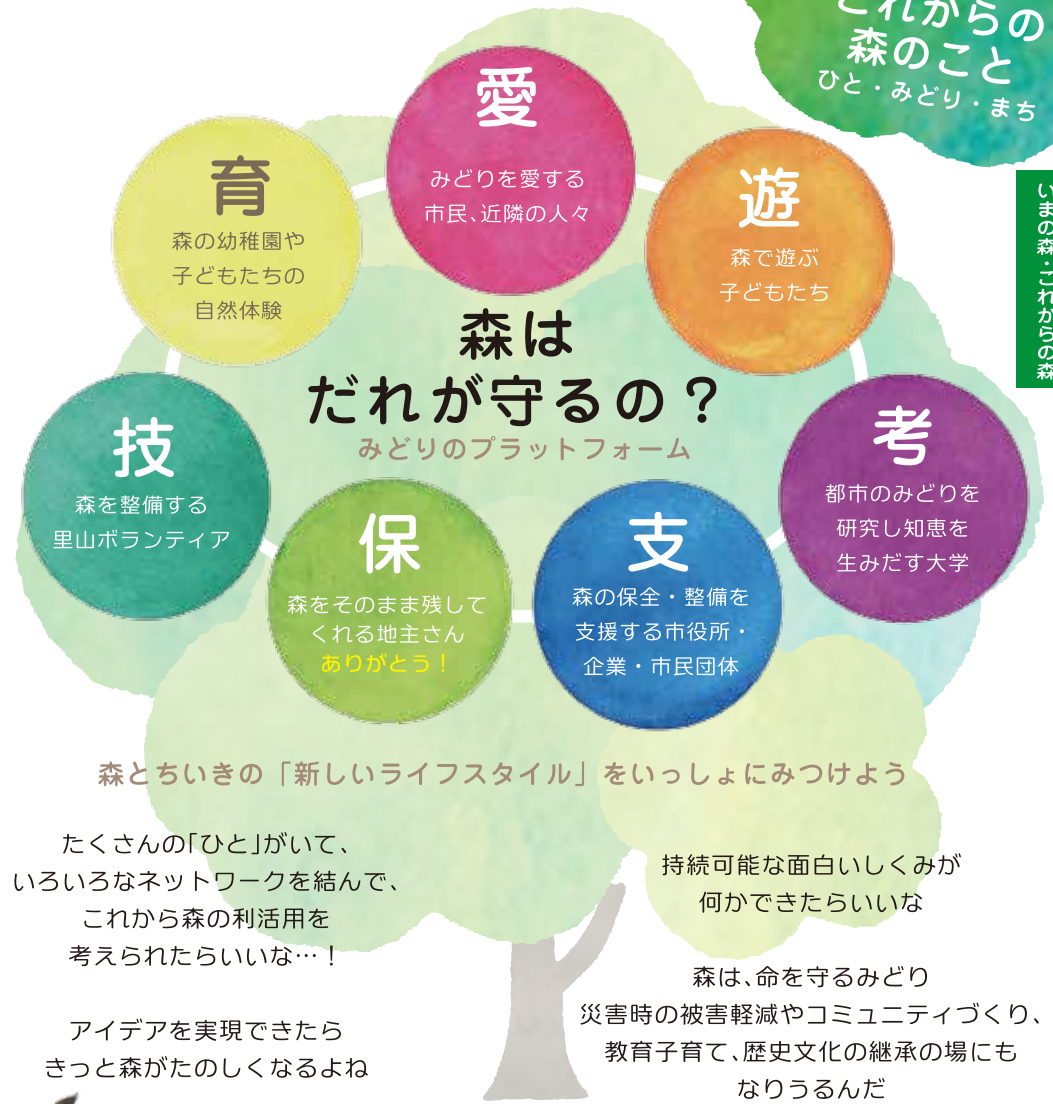 これからの
森のこと
ひと・みどり・まち
いまの森・これからの森
愛
みどりを愛する
市民、近隣の人々
育
森の幼稚園や
子どもたちの
自然体験
遊
森で遊ぶ
子どもたち
森は
だれが守るの？
みどりのプラットフォーム
技
森を整備する
里山ボランティア
考
都市のみどりを
研究し知恵を
生みだす大学
保
森をそのまま残して
くれる地主さん
ありがとう！
支
森の保全・整備を
支援する市役所・
企業・市民団体
森とちいきの「新しいライフスタイル」をいっしょにみつけよう
たくさんの「ひと」がいて、
いろいろなネットワークを結んで、
これから森の利活用を
考えられたらいいな…！
アイデアを実現できたら
きっと森がたのしくなるよね
持続可能な面白いしくみが
何かできたらいいな
森は、命を守るみどり
災害時の被害軽減やコミュニティづくり、
教育子育て、歴史文化の継承の場にも
なりうるんだ